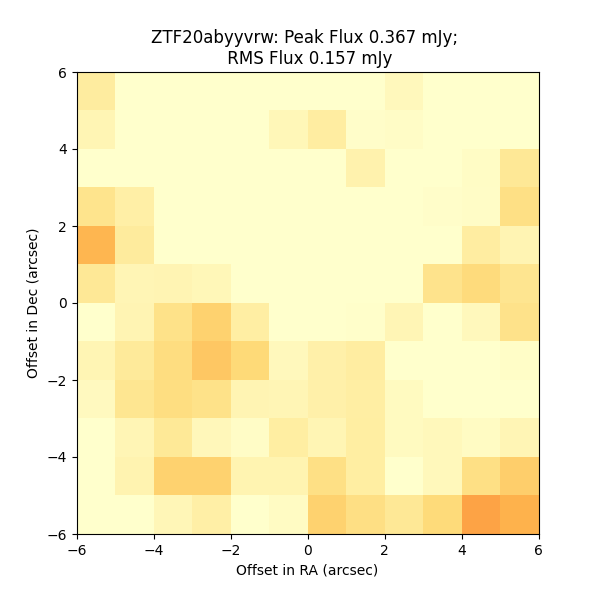 ZTF20abyyvrw: Peak Flux 0.367 mJy;
RMS Flux 0.157 mJy
6
4
2
0
−2
−4
−6
Offset in Dec (arcsec)
−6 −4 −2 0 2 4 6
Offset in RA (arcsec)